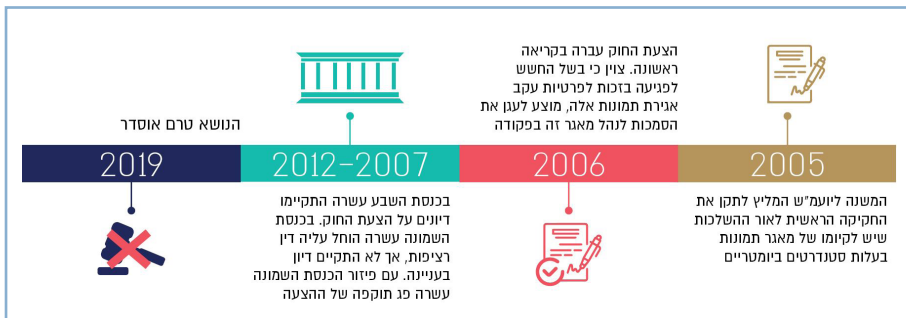 2005
המשנה ליועמ"ש המליץ לתקן את
החקיקה הראשית לאור ההשלכות
שיש לקיומו של מאגר תמונות
בעלות סטנדרטים ביומטריים
הצעת החוק עברה בקריאה
ראשונה. צוין כי בשל החשש
לפגיעה בזכות לפרטיות עקב
אגירת תמונות אלה, מוצע לעגן את
הסמכות לנהל מאגר זה בפקודה
2006
2012-2007
בכנסת השבע עשרה התקיימו
דיונים על הצעת החוק. בכנסת
השמונה עשרה הוחל עליה דין
רציפות, אך לא התקיים דיון
בעניינה. עם פיזור הכנסת השמונה
עשרה פג תוקפה של ההצעה
הנושא טרם אוסדר
2019